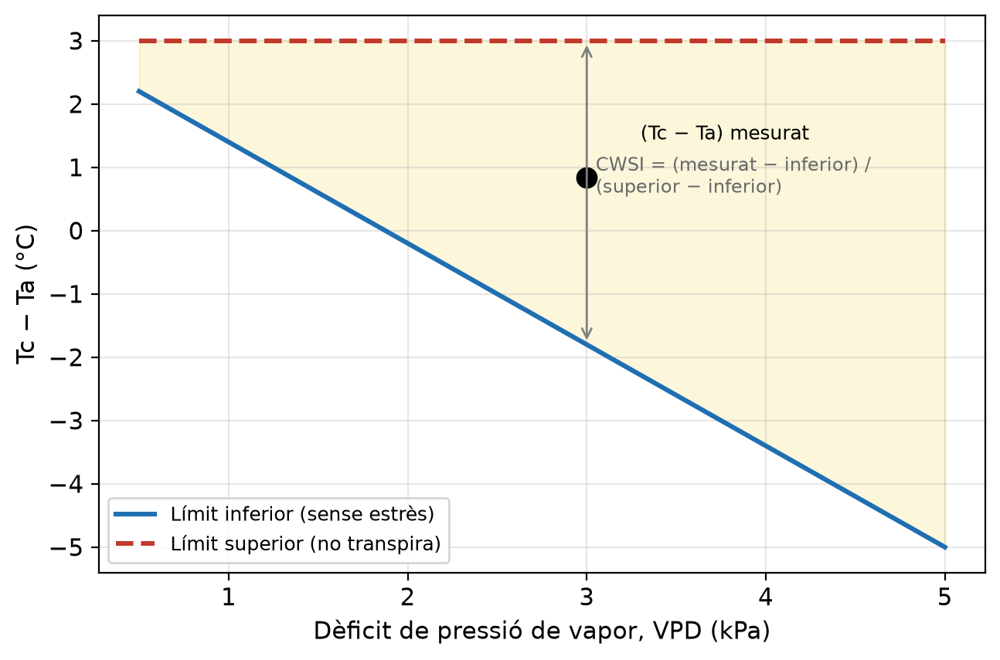 3
2
1
0
−1
−2
−3
−4
−5
Tc − Ta (°C)
(Tc − Ta) mesurat
CWSI = (mesurat − inferior) /
(superior − inferior)
Límit inferior (sense estrès)
Límit superior (no transpira)
1
2
3
4
5
Dèficit de pressió de vapor, VPD (kPa)